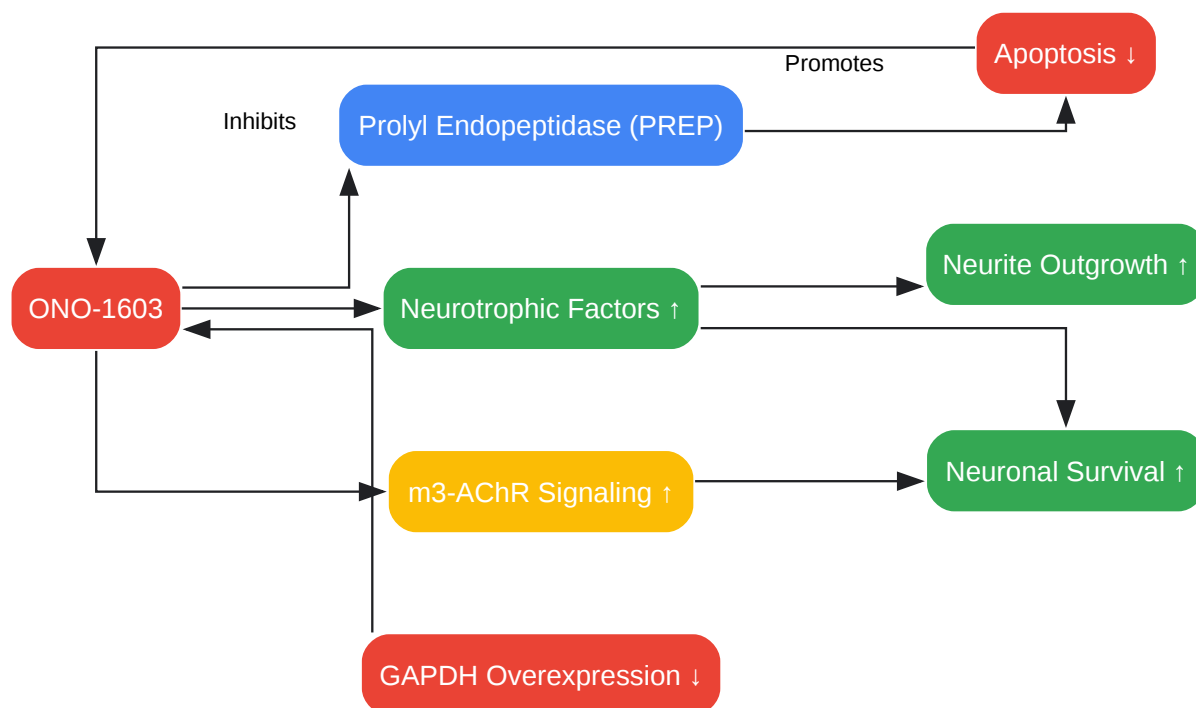 Apoptosis ↓
Promotes
Inhibits
Prolyl Endopeptidase (PREP)
Neurite Outgrowth ↑
ONO-1603
Neurotrophic Factors ↑
Neuronal Survival ↑
m3-AChR Signaling ↑
GAPDH Overexpression ↓